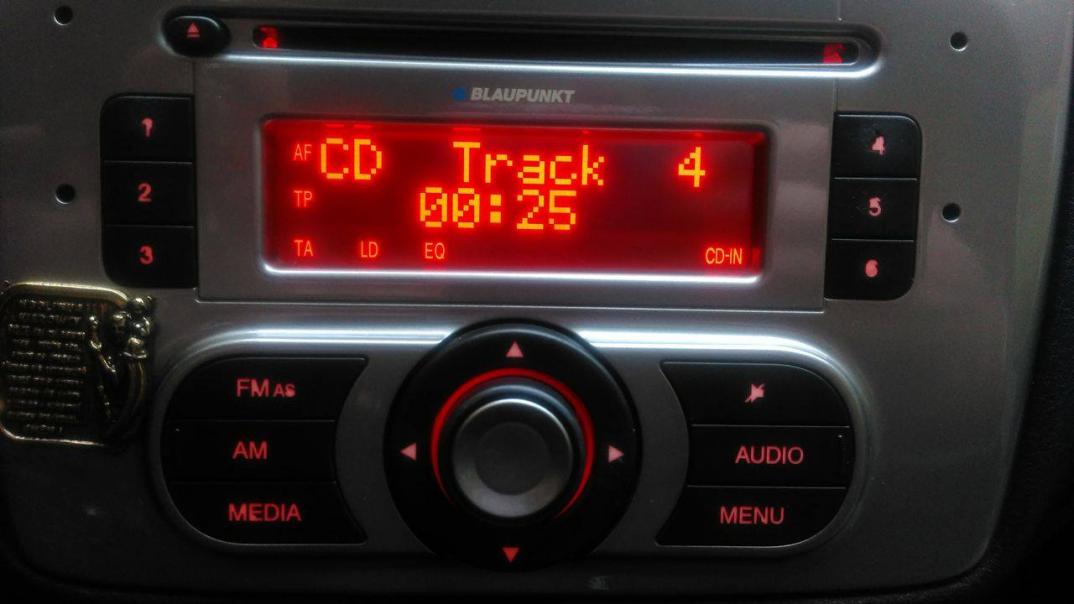 BLAUPUNKT
1
2
3
AF CD Track 4
TP 00:25
TA LD EQ CD-IN
4
5
6
FM AS
AM
MEDIA
AUDIO
MENU